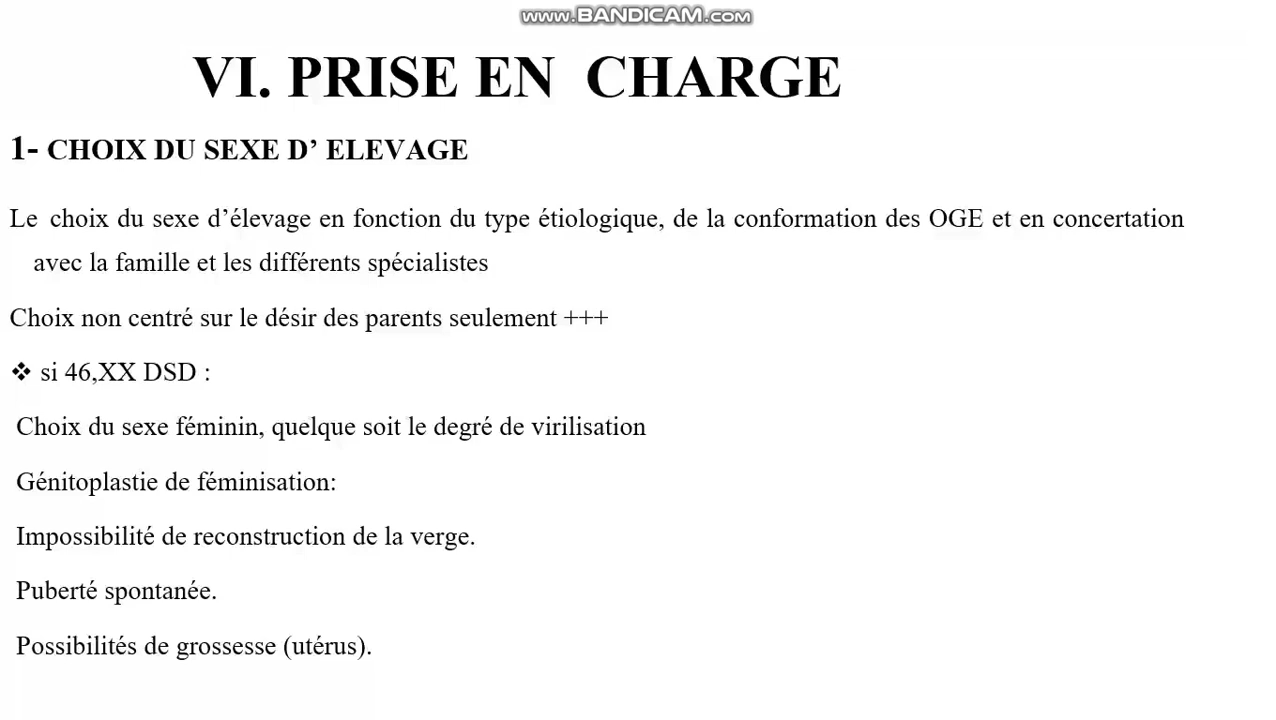 www.BANDICAM.com
VI. PRISE EN CHARGE
1- CHOIX DU SEXE D’ ELEVAGE
Le choix du sexe d’élevage en fonction du type étiologique, de la conformation des OGE et en concertation
avec la famille et les différents spécialistes
Choix non centré sur le désir des parents seulement +++
❖ si 46,XX DSD :
Choix du sexe féminin, quelque soit le degré de virilisation
Génitoplastie de féminisation:
Impossibilité de reconstruction de la verge.
Puberté spontanée.
Possibilités de grossesse (utérus).